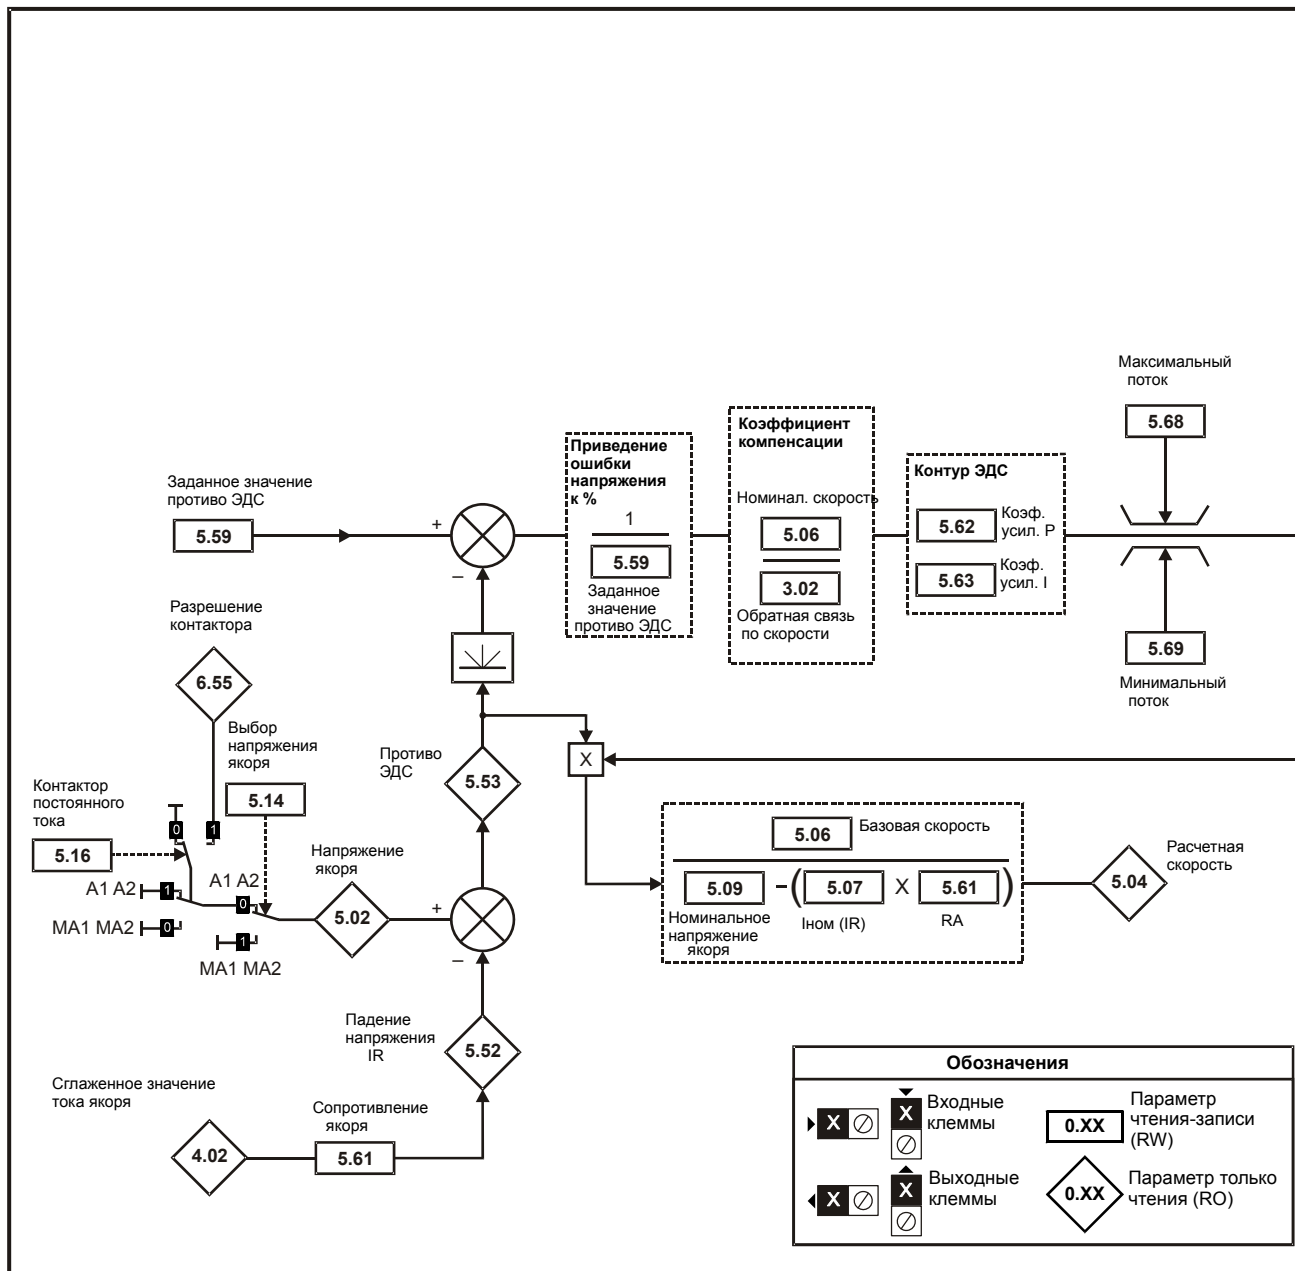 Максимальный
поток
5.68
Приведение
ошибки
напряжения
к %
1
5.59
Заданное
значение
противо ЭДС
Коэффициент
компенсации
Номинал. скорость
5.06
3.02
Обратная связь
по скорости
Контур ЭДС
5.62
Коэф.
усил. P
5.63
Коэф.
усил. I
Заданное значение
противо ЭДС
5.59
+
–
5.69
Минимальный
поток
Разрешение
контактора
6.55
Выбор
напряжения
якоря
5.14
Контактор
постоянного
тока
5.16
0
1
A1 A2
1
MA1 MA2
0
A1 A2
0
1
MA1 MA2
Напряжение
якоря
5.02
+
–
Противо
ЭДС
5.53
X
5.06
Базовая скорость
5.09 – ( 5.07 X 5.61 )
Номинальное
напряжение
якоря
Iном (IR)
RA
Расчетная
скорость
5.04
Падение
напряжения
IR
5.52
Сглаженное значение
тока якоря
4.02
Сопротивление
якоря
5.61
Обозначения
X
X
Входные
клеммы
0.XX
Параметр
чтения-записи
(RW)
X
X
Выходные
клеммы
0.XX
Параметр только
чтения (RO)